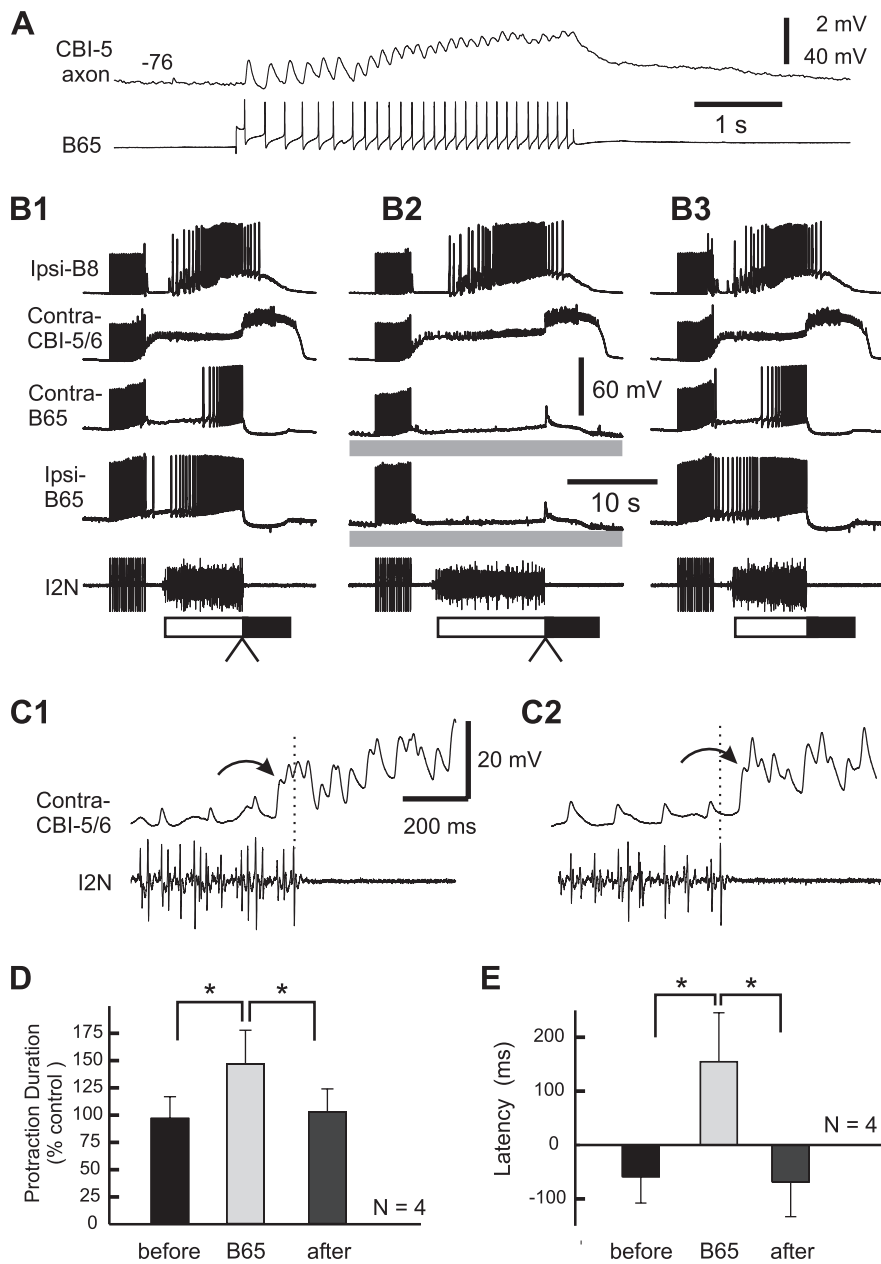 A
CBI-5
axon
-76
2 mV
40 mV
B65
1 s
B1
B2
B3
Ipsi-B8
Contra-
CBI-5/6
Contra-
B65
60 mV
Ipsi-
B65
10 s
I2N
C1
C2
20 mV
Contra-
CBI-5/6
200 ms
I2N
D
Protraction Duration
(% control )
175
150
125
100
75
50
25
0
*
*
N = 4
before
B65
after
E
Latency (ms)
200
100
0
-100
*
*
N = 4
before
B65
after